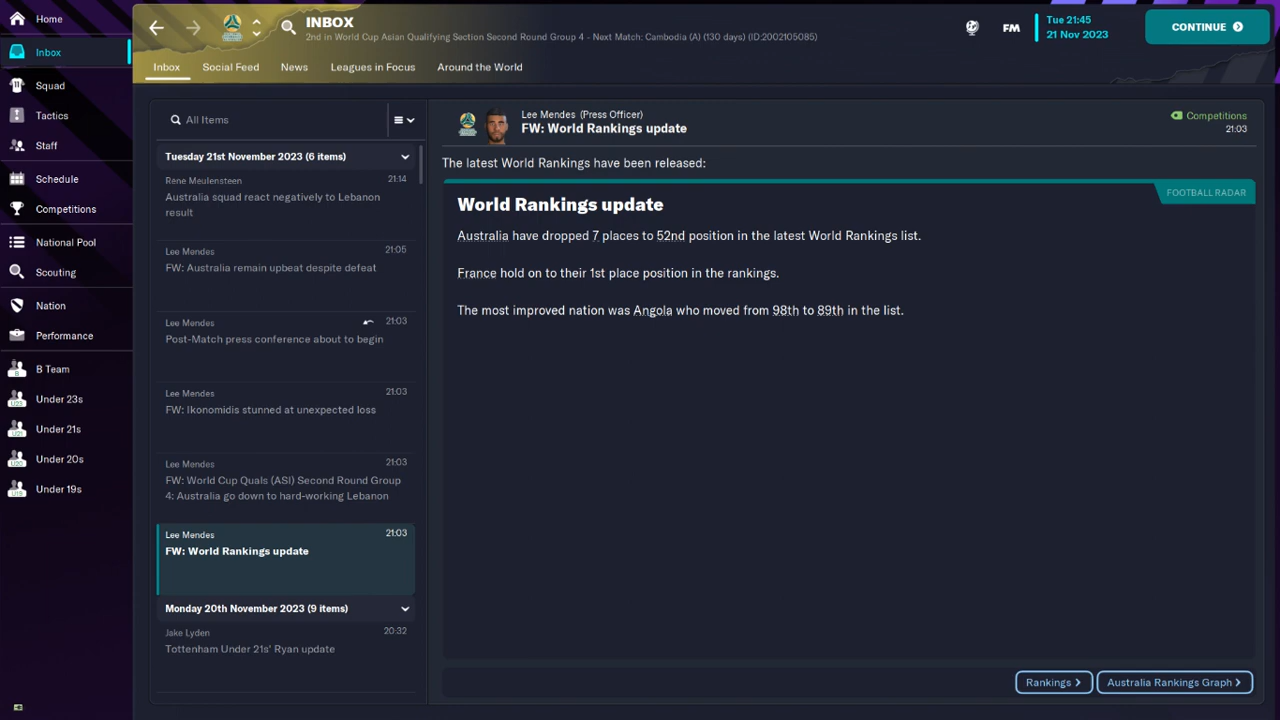 Home
Inbox
Squad
Tactics
Staff
Schedule
Competitions
National Pool
Scouting
Nation
Performance
B Team
Under 23s
Under 21s
Under 20s
Under 19s
INBOX
2nd in World Cup Asian Qualifying Section Second Round Group 4 - Next Match: Cambodia (A) (130 days) (ID:2002105085)
FM
Tue 21:45
21 Nov 2023
CONTINUE
Inbox
Social Feed
News
Leagues in Focus
Around the World
All Items
Tuesday 21st November 2023 (6 items)
Rene Meulensteen 21:14
Australia squad react negatively to Lebanon
result
Lee Mendes 21:05
FW: Australia remain upbeat despite defeat
Lee Mendes 21:03
Post-Match press conference about to begin
Lee Mendes 21:03
FW: Ikonomidis stunned at unexpected loss
Lee Mendes 21:03
FW: World Cup Quals (ASI) Second Round Group
4: Australia go down to hard-working Lebanon
Lee Mendes 21:03
FW: World Rankings update
Monday 20th November 2023 (9 items)
Jake Lyden 20:32
Tottenham Under 21s' Ryan update
Lee Mendes (Press Officer)
FW: World Rankings update
Competitions
21:03
The latest World Rankings have been released:
FOOTBALL RADAR
World Rankings update
Australia have dropped 7 places to 52nd position in the latest World Rankings list.
France hold on to their 1st place position in the rankings.
The most improved nation was Angola who moved from 98th to 89th in the list.
Rankings
Australia Rankings Graph